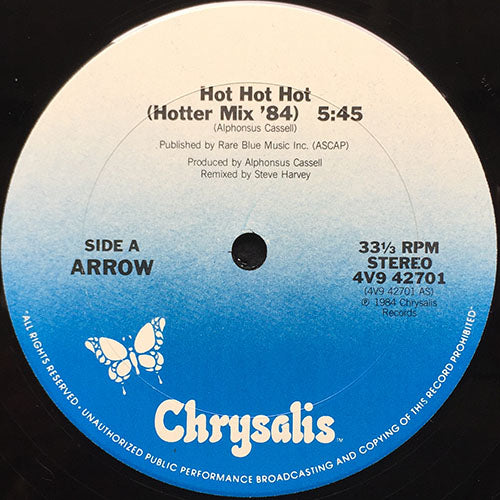 Hot Hot Hot
(Hotter Mix '84) 5:45
(Alphonsus Cassell)
Published by Rare Blue Music Inc. (ASCAP)
Produced by Alphonsus Cassell
Remixed by Steve Harvey
SIDE A
ARROW
33⅓ RPM
STEREO
4V9 42701
(4V9 42701 AS)
℗ 1984 Chrysalis
Records
Chrysalis™
• ALL RIGHTS RESERVED • UNAUTHORIZED PUBLIC PERFORMANCE BROADCASTING AND COPYING OF THIS RECORD PROHIBITED •